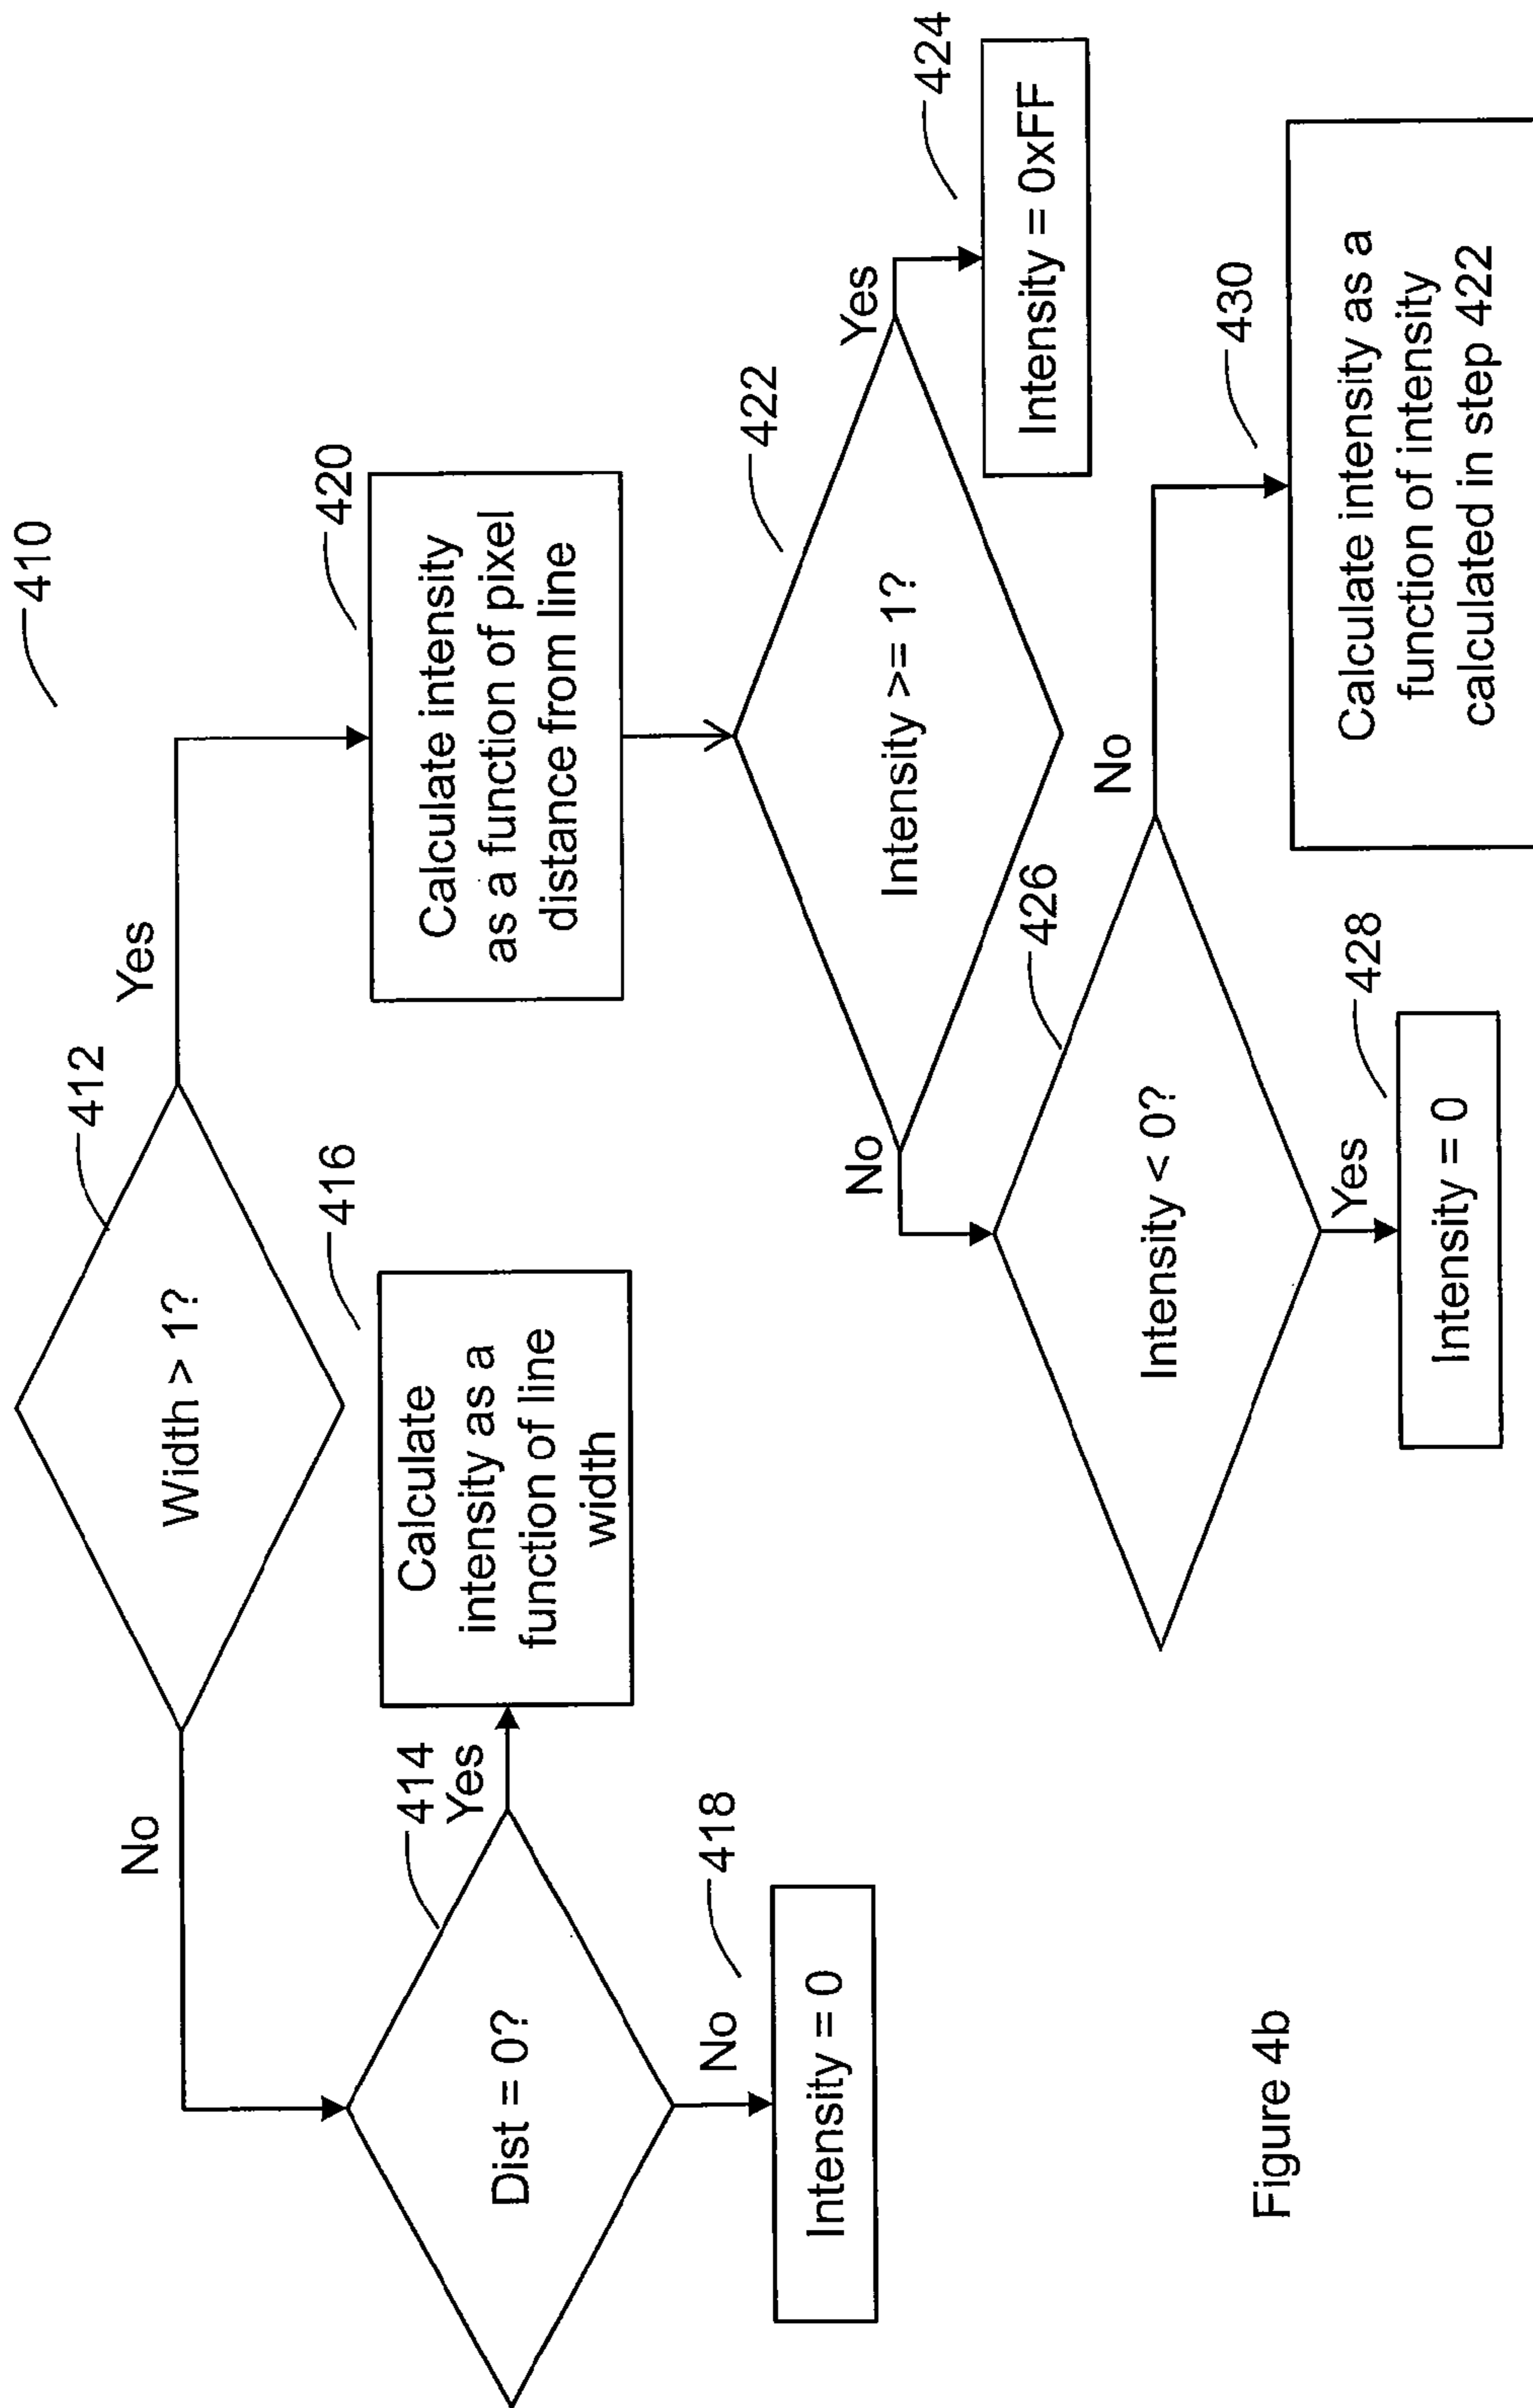 410
412
Width > 1?
No
Yes
414
Dist = 0?
Yes
416
Calculate
intensity as a
function of line
width
No
418
Intensity = 0
420
Calculate intensity
as a function of pixel
distance from line
422
Intensity >= 1?
Yes
424
Intensity = 0xFF
No
426
Intensity < 0?
Yes
428
Intensity = 0
No
430
Calculate intensity as a
function of intensity
calculated in step 422
Figure 4b